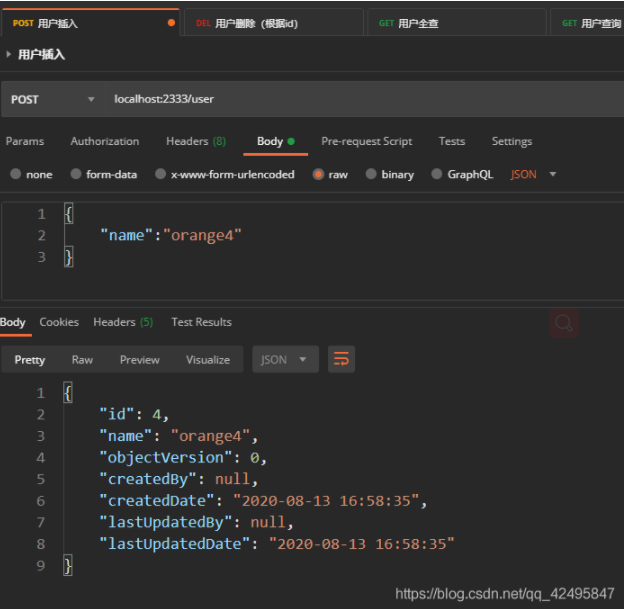 POST 用户插入 DEL 用户删除（根据id） GET 用户全查 GET 用户查询
用户插入
POST localhost:2333/user
Params Authorization Headers (8) Body Pre-request Script Tests Settings
none form-data x-www-form-urlencoded raw binary GraphQL JSON
1 {
2 "name":"orange4"
3 }
Body Cookies Headers (5) Test Results
Pretty Raw Preview Visualize JSON
1 {
2 "id": 4,
3 "name": "orange4",
4 "objectVersion": 0,
5 "createdBy": null,
6 "createdDate": "2020-08-13 16:58:35",
7 "lastUpdatedBy": null,
8 "lastUpdatedDate": "2020-08-13 16:58:35"
9 }
https://blog.csdn.net/qq_42495847